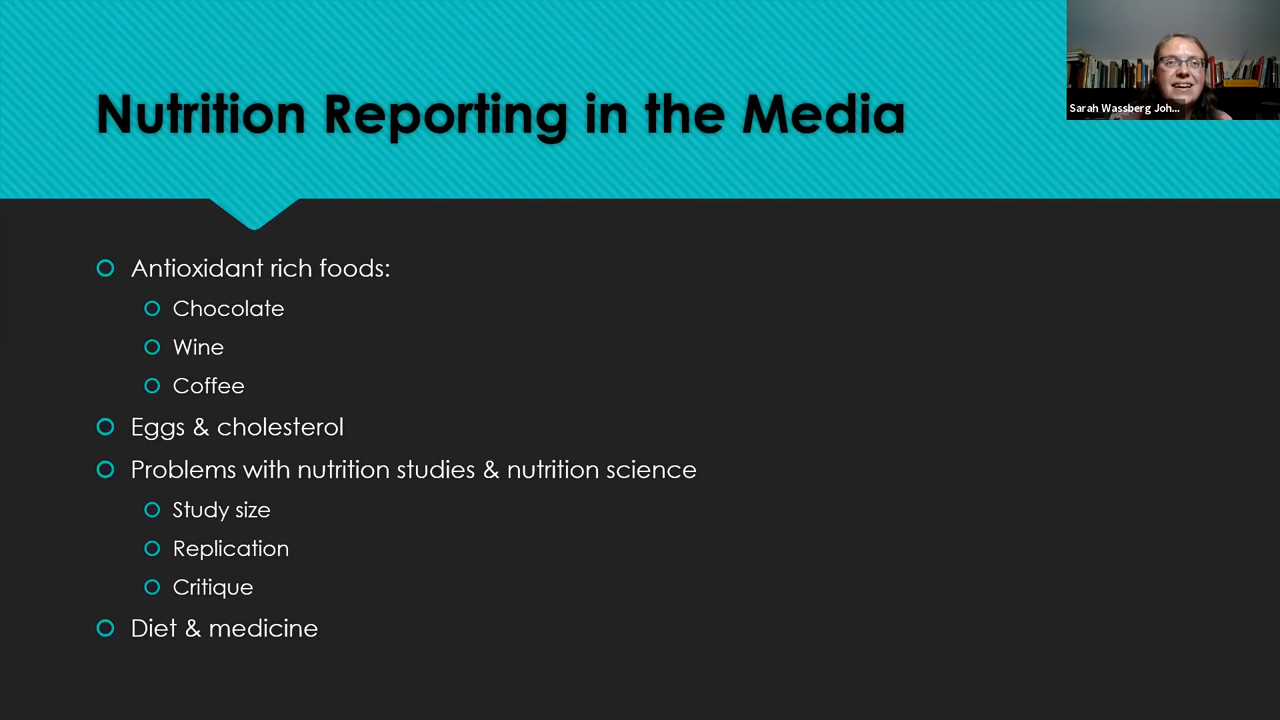 Nutrition Reporting in the Media
Sarah Wassberg Joh...
Antioxidant rich foods:
Chocolate
Wine
Coffee
Eggs & cholesterol
Problems with nutrition studies & nutrition science
Study size
Replication
Critique
Diet & medicine